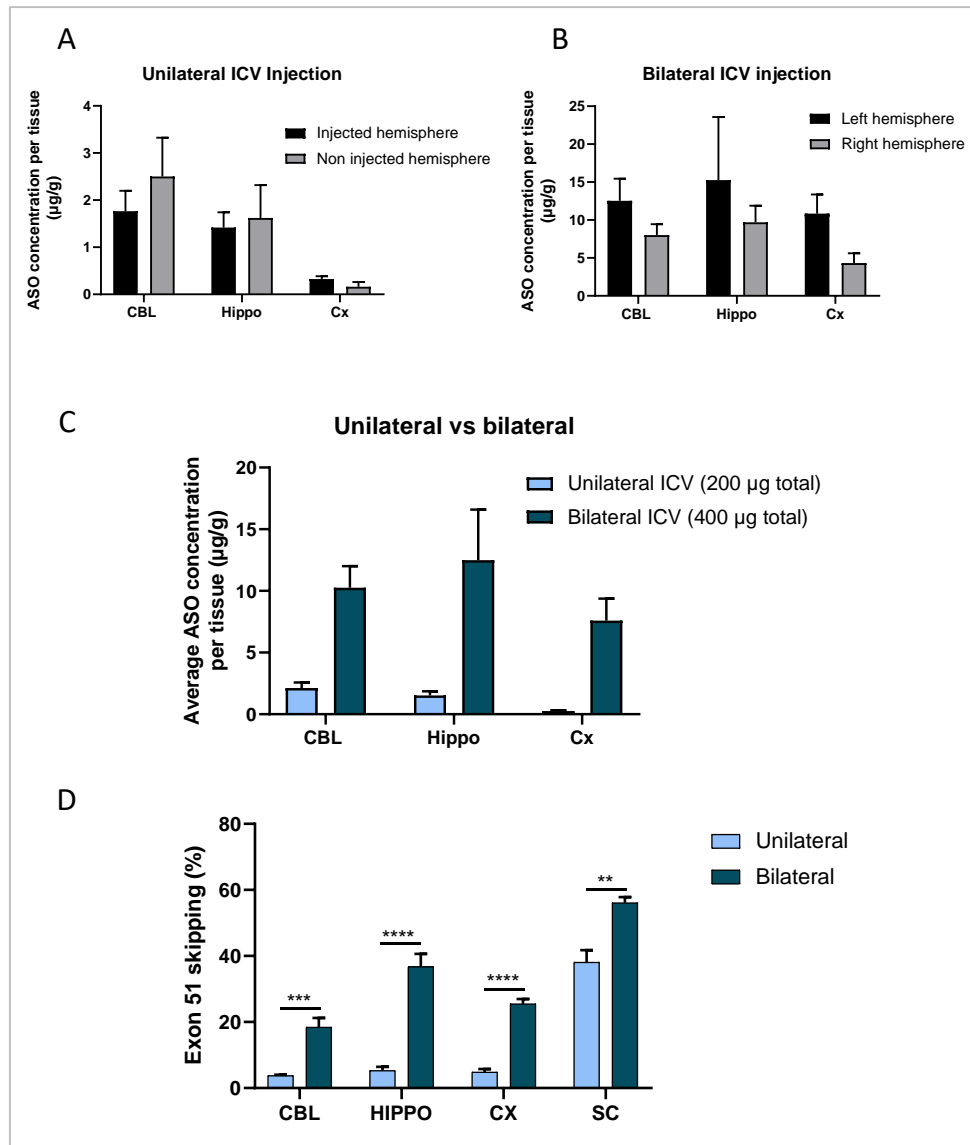 A
Unilateral ICV Injection
ASO concentration per tissue
(µg/g)
4
3
2
1
0
Injected hemisphere
Non injected hemisphere
CBL Hippo Cx
B
Bilateral ICV injection
ASO concentration per tissue
(µg/g)
25
20
15
10
5
0
Left hemisphere
Right hemisphere
CBL Hippo Cx
C
Unilateral vs bilateral
Average ASO concentration
per tissue (µg/g)
20
15
10
5
0
Unilateral ICV (200 µg total)
Bilateral ICV (400 µg total)
CBL Hippo Cx
D
Exon 51 skipping (%)
80
60
40
20
0
Unilateral
Bilateral
***
****
****
**
CBL HIPPO CX SC